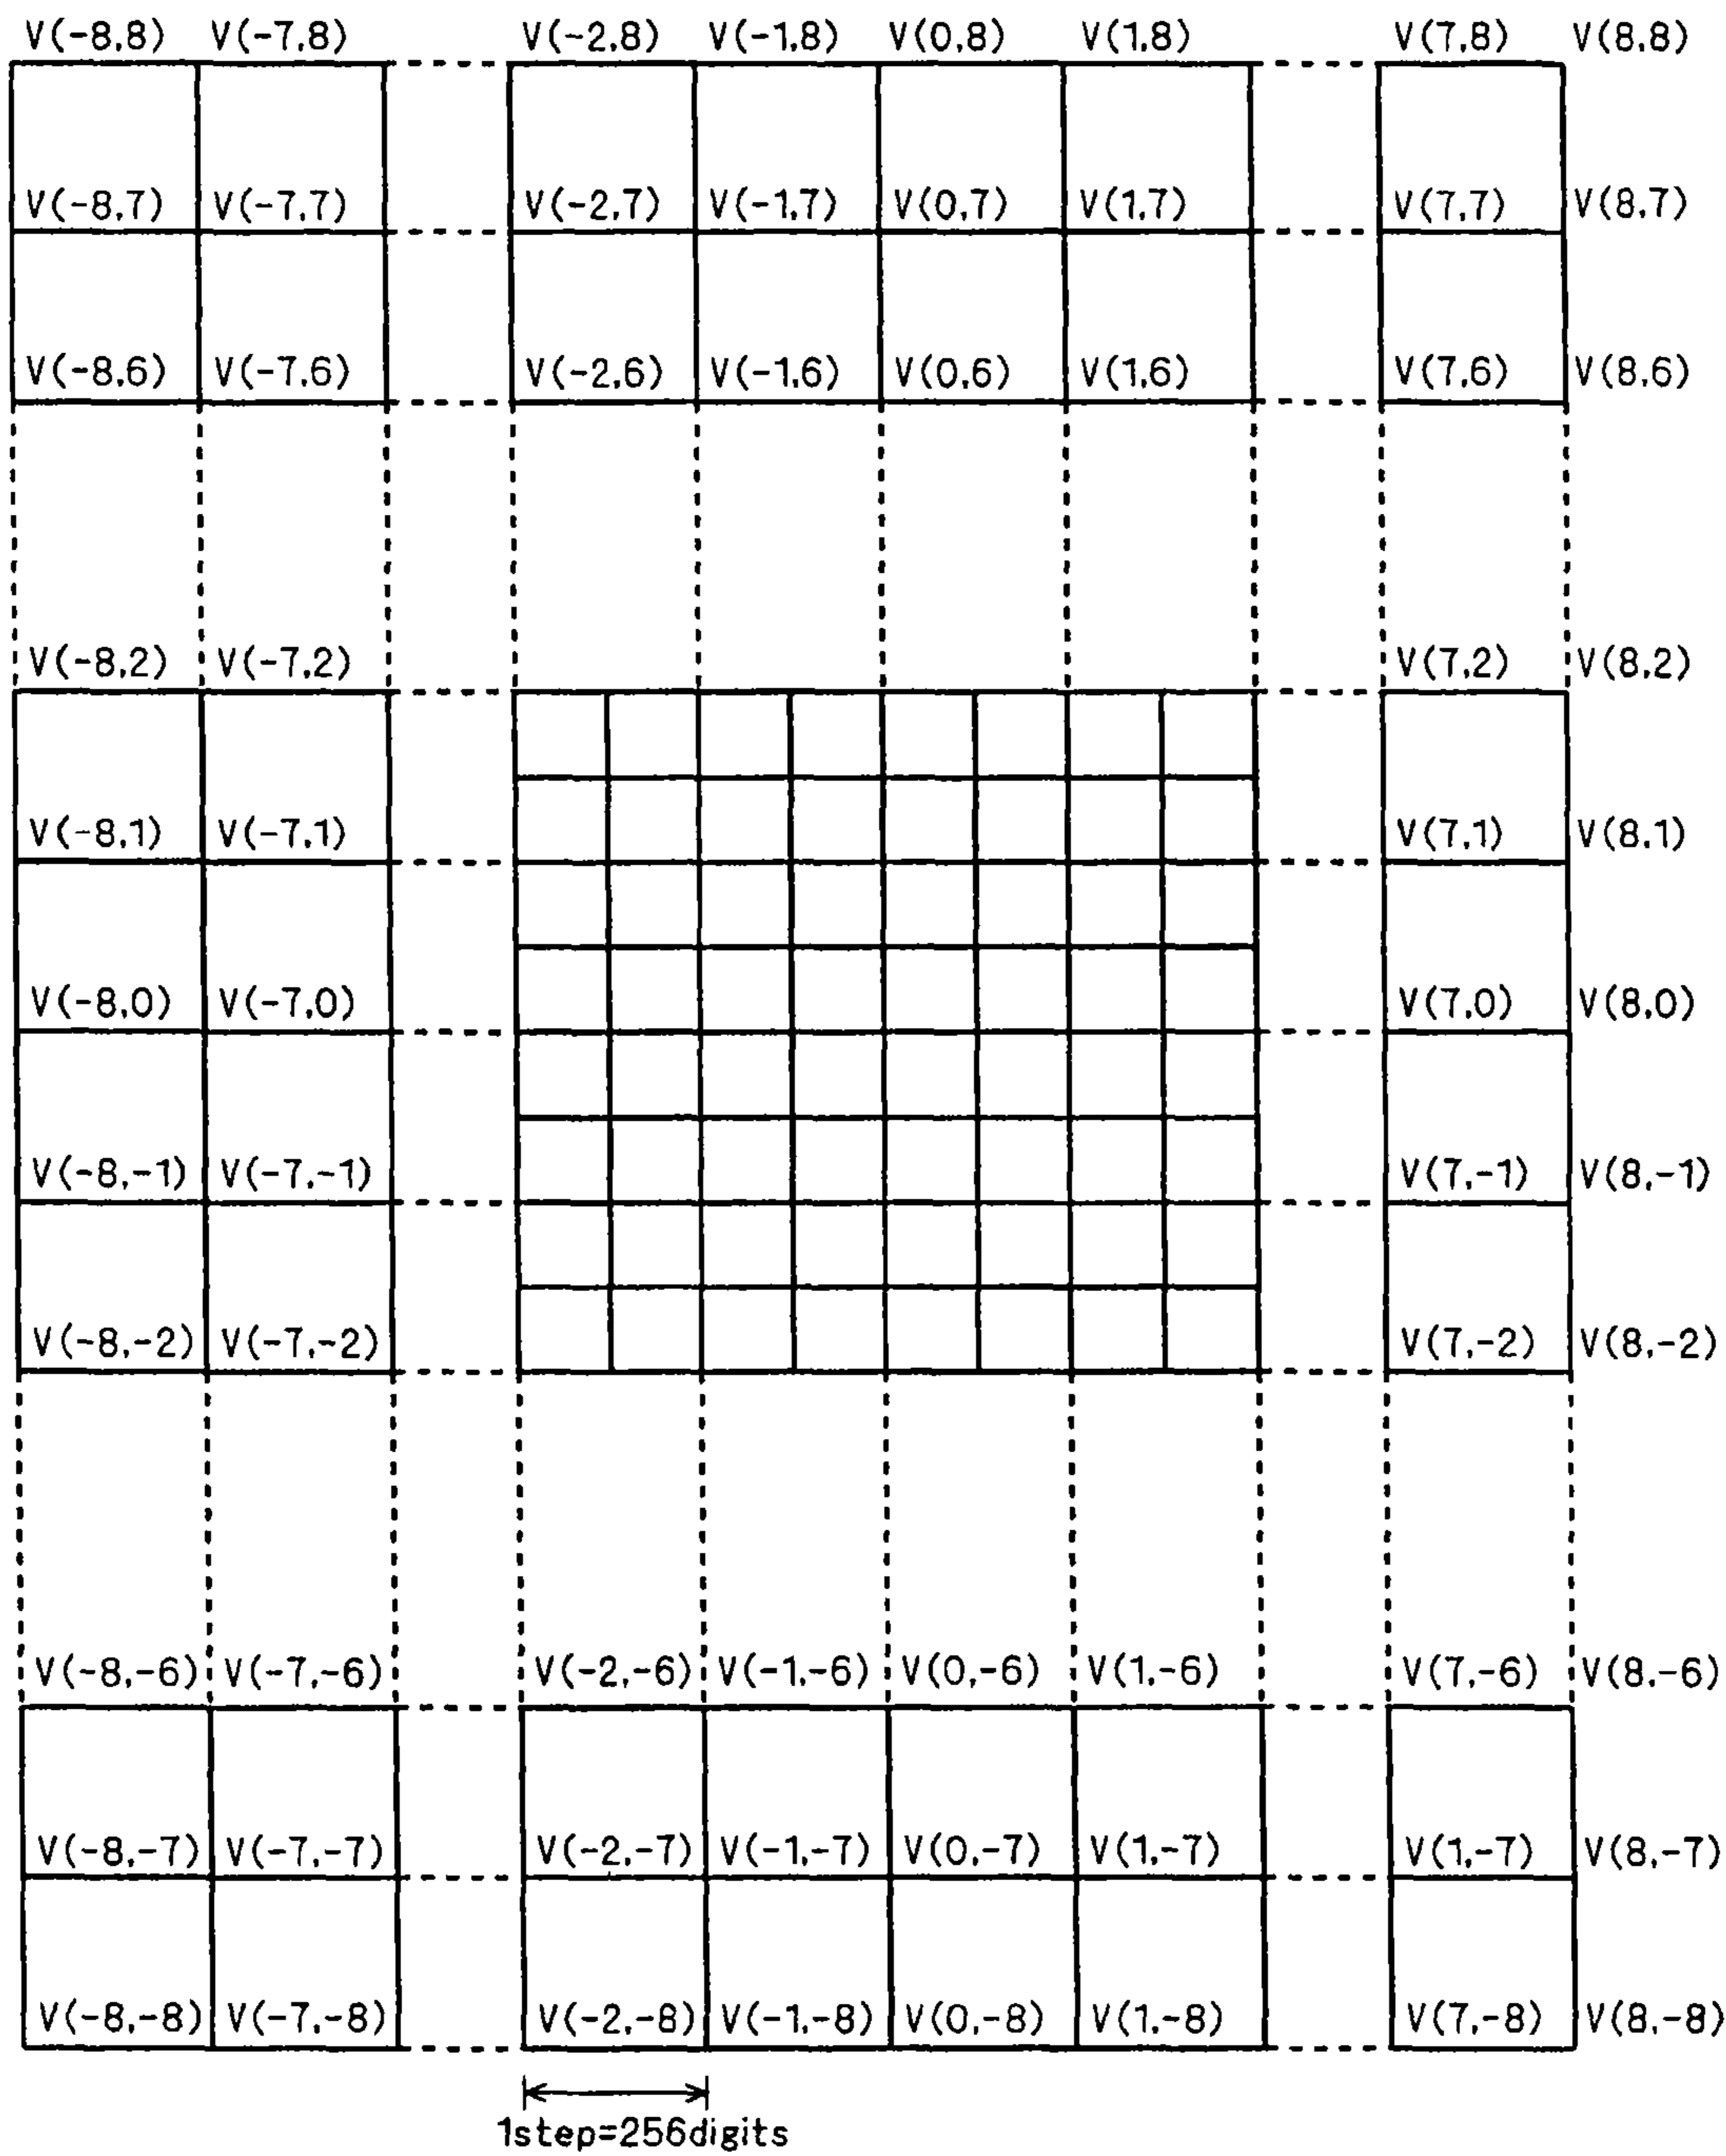 V(-8,8) V(-7,8) V(-2,8) V(-1,8) V(0,8) V(1,8) V(7,8) V(8,8)
V(-8,7) V(-7,7) V(-2,7) V(-1,7) V(0,7) V(1,7) V(7,7) V(8,7)
V(-8,6) V(-7,6) V(-2,6) V(-1,6) V(0,6) V(1,6) V(7,6) V(8,6)
V(-8,2) V(-7,2) V(7,2) V(8,2)
V(-8,1) V(-7,1) V(7,1) V(8,1)
V(-8,0) V(-7,0) V(7,0) V(8,0)
V(-8,-1) V(-7,-1) V(7,-1) V(8,-1)
V(-8,-2) V(-7,-2) V(7,-2) V(8,-2)
V(-8,-6) V(-7,-6) V(-2,-6) V(-1,-6) V(0,-6) V(1,-6) V(7,-6) V(8,-6)
V(-8,-7) V(-7,-7) V(-2,-7) V(-1,-7) V(0,-7) V(1,-7) V(1,-7) V(8,-7)
V(-8,-8) V(-7,-8) V(-2,-8) V(-1,-8) V(0,-8) V(1,-8) V(7,-8) V(8,-8)
1step=256digits